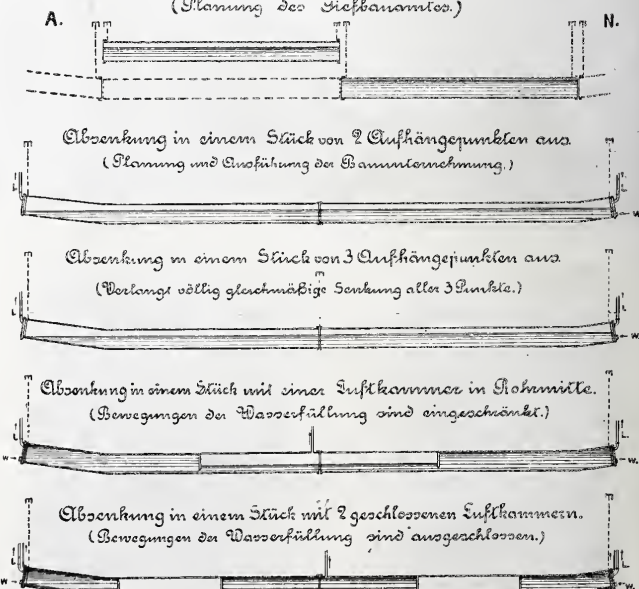 (Planung des Tiefbauamtes.)
A. N.
Absenkung in einem Stück von 2 Aufhängepunkten aus.
(Planung und Ausführung der Bauunternehmung.)
L. L.
W.
Absenkung in einem Stück von 3 Aufhängepunkten aus.
(Verlangt völlig gleichmäßige Senkung aller 3 Punkte.)
L. L.
W.
Absenkung in einem Stück mit einer Luftkammer in Rohrmitte.
(Bewegungen der Wasserfüllung sind eingeschränkt.)
L. L.
W W.
Absenkung in einem Stück mit 2 geschlossenen Luftkammern.
(Bewegungen der Wasserfüllung sind ausgeschlossen.)
L. L.
W W.